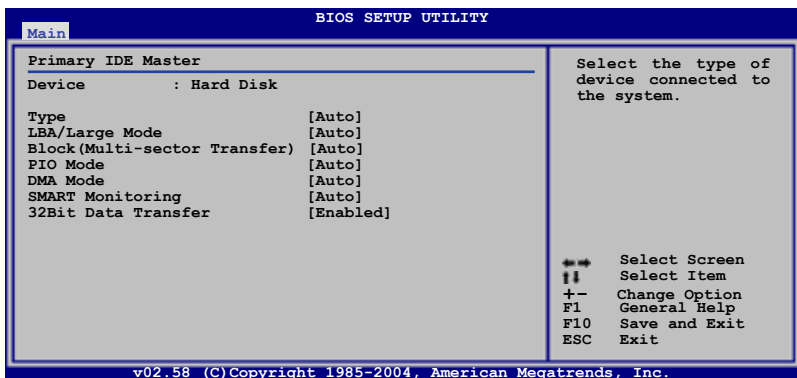 BIOS SETUP UTILITY
Main
Primary IDE Master
Device : Hard Disk
Type [Auto]
LBA/Large Mode [Auto]
Block(Multi-sector Transfer) [Auto]
PIO Mode [Auto]
DMA Mode [Auto]
SMART Monitoring [Auto]
32Bit Data Transfer [Enabled]
Select the type of
device connected to
the system.
Select Screen
Select Item
+- Change Option
F1 General Help
F10 Save and Exit
ESC Exit
v02.58 (C)Copyright 1985-2004, American Megatrends, Inc.